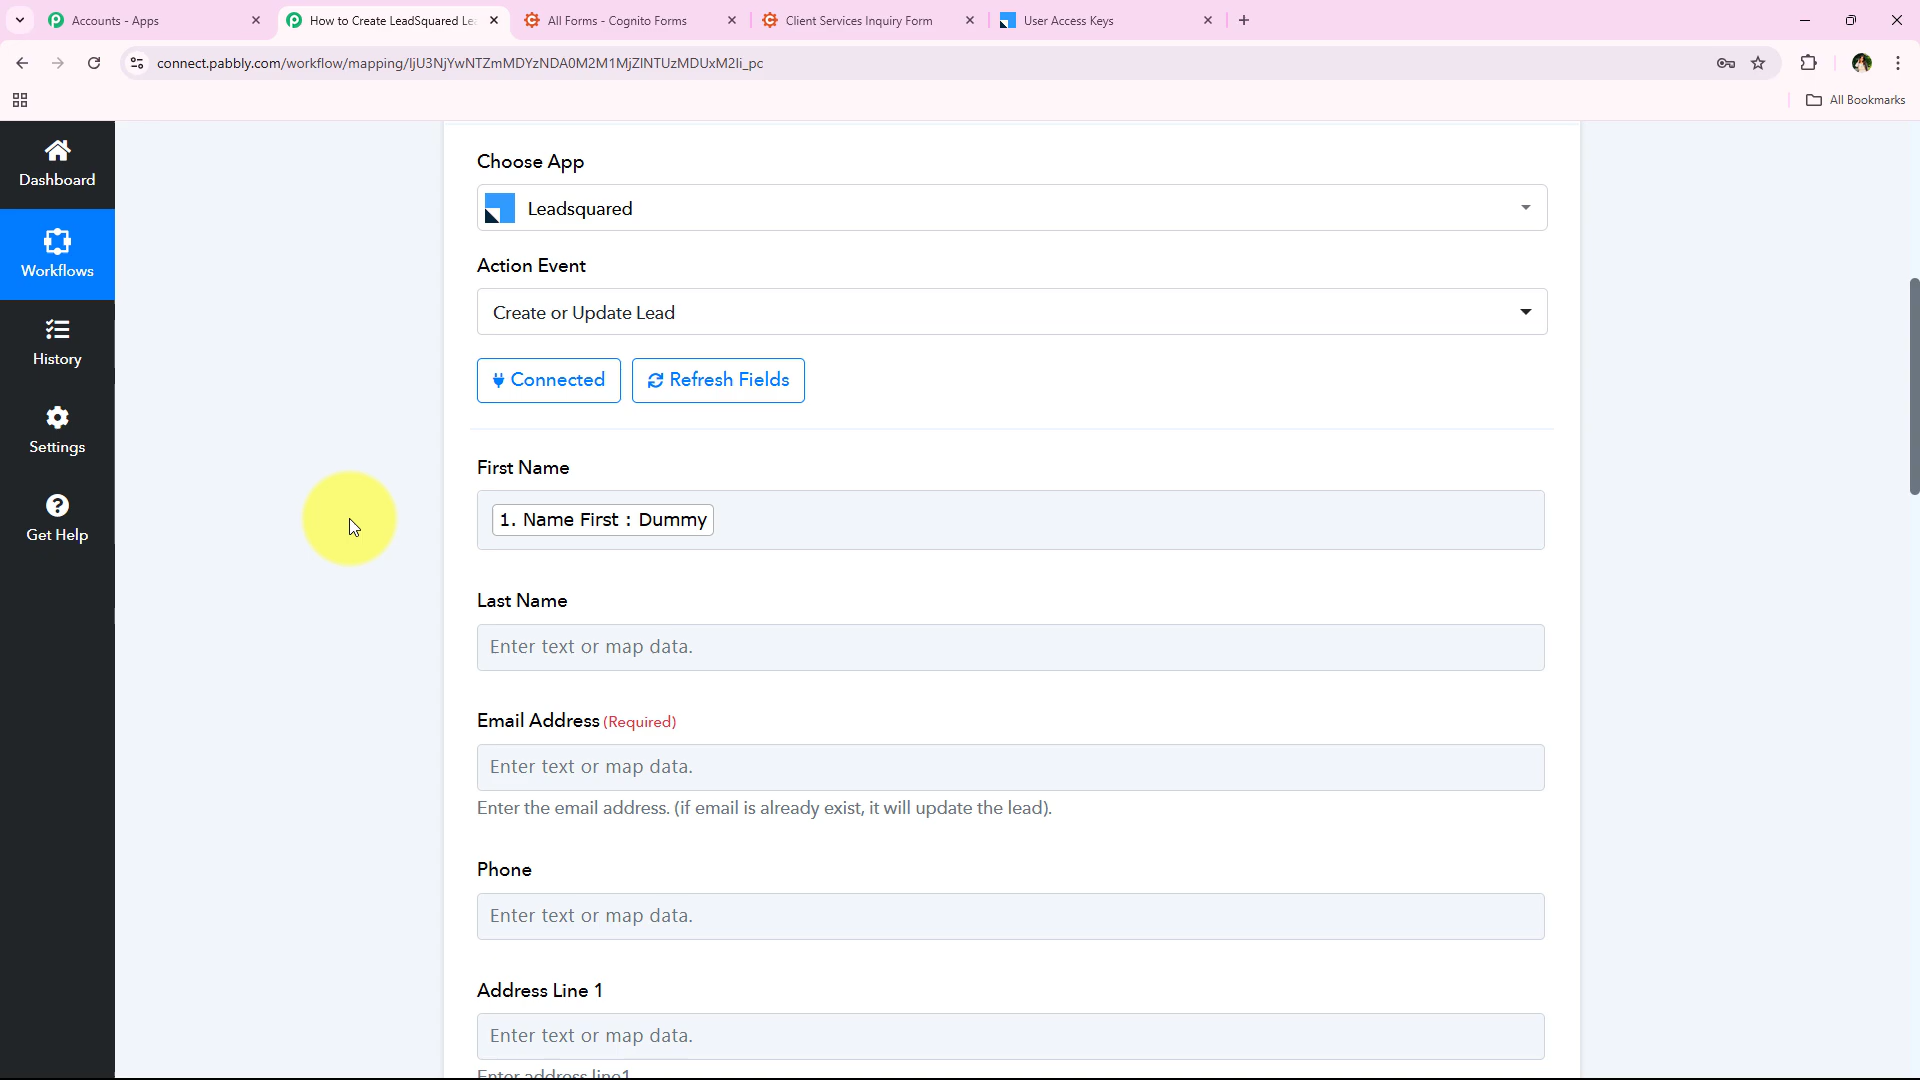 Accounts - Apps
How to Create LeadSquared Le
All Forms - Cognito Forms
Client Services Inquiry Form
User Access Keys
connect.pabbly.com/workflow/mapping/IjU3NjYwNTZmMDYzNDA0M2M1MjZlNTUzMDUxM2Ii_pc
All Bookmarks
Dashboard
Workflows
History
Settings
Get Help
Choose App
Leadsquared
Action Event
Create or Update Lead
Connected
Refresh Fields
First Name
1. Name First : Dummy
Last Name
Enter text or map data.
Email Address (Required)
Enter text or map data.
Enter the email address. (if email is already exist, it will update the lead).
Phone
Enter text or map data.
Address Line 1
Enter text or map data.
Enter address line1